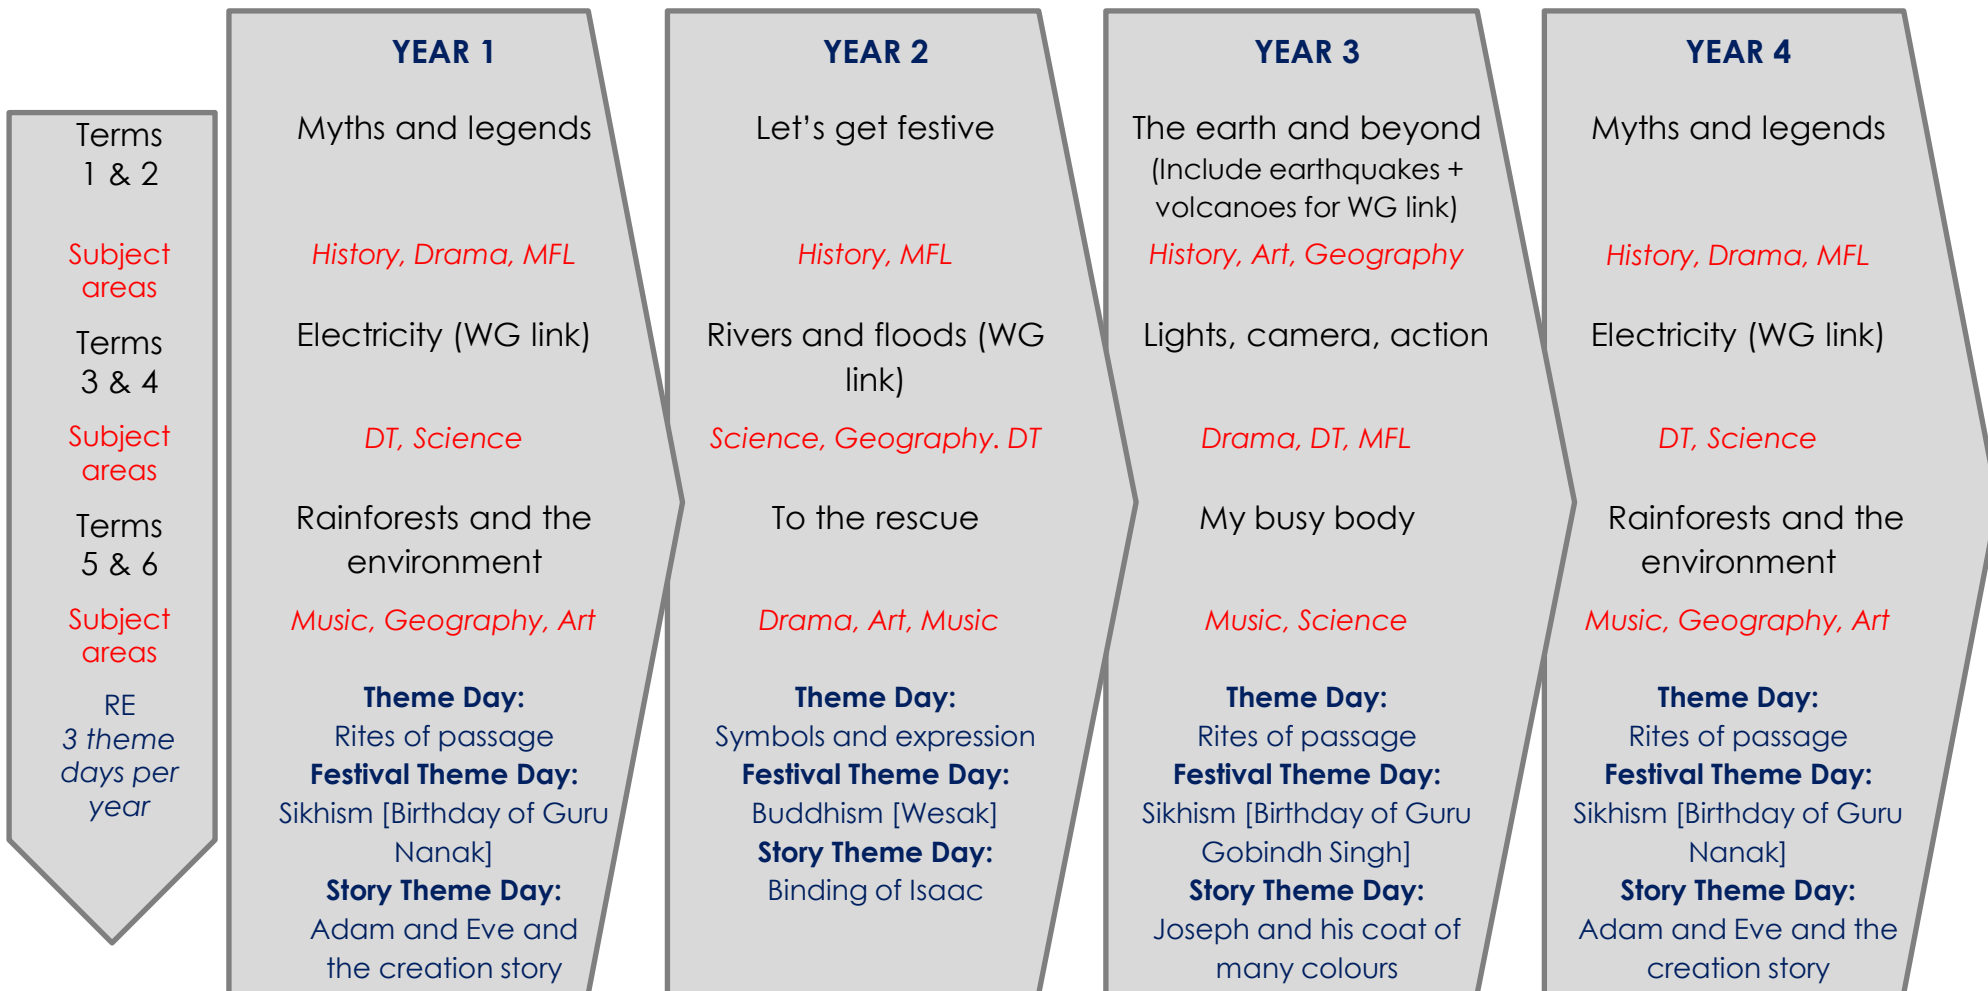 Terms
1 & 2
Subject
areas
Terms
3 & 4
Subject
areas
Terms
5 & 6
Subject
areas
RE
3 theme
days per
year
YEAR 1
Myths and legends
History, Drama, MFL
Electricity (WG link)
DT, Science
Rainforests and the
environment
Music, Geography, Art
Theme Day:
Rites of passage
Festival Theme Day:
Sikhism [Birthday of Guru
Nanak]
Story Theme Day:
Adam and Eve and
the creation story
YEAR 2
Let’s get festive
History, MFL
Rivers and floods (WG
link)
Science, Geography. DT
To the rescue
Drama, Art, Music
Theme Day:
Symbols and expression
Festival Theme Day:
Buddhism [Wesak]
Story Theme Day:
Binding of Isaac
YEAR 3
The earth and beyond
(Include earthquakes +
volcanoes for WG link)
History, Art, Geography
Lights, camera, action
Drama, DT, MFL
My busy body
Music, Science
Theme Day:
Rites of passage
Festival Theme Day:
Sikhism [Birthday of Guru
Gobindh Singh]
Story Theme Day:
Joseph and his coat of
many colours
YEAR 4
Myths and legends
History, Drama, MFL
Electricity (WG link)
DT, Science
Rainforests and the
environment
Music, Geography, Art
Theme Day:
Rites of passage
Festival Theme Day:
Sikhism [Birthday of Guru
Nanak]
Story Theme Day:
Adam and Eve and the
creation story